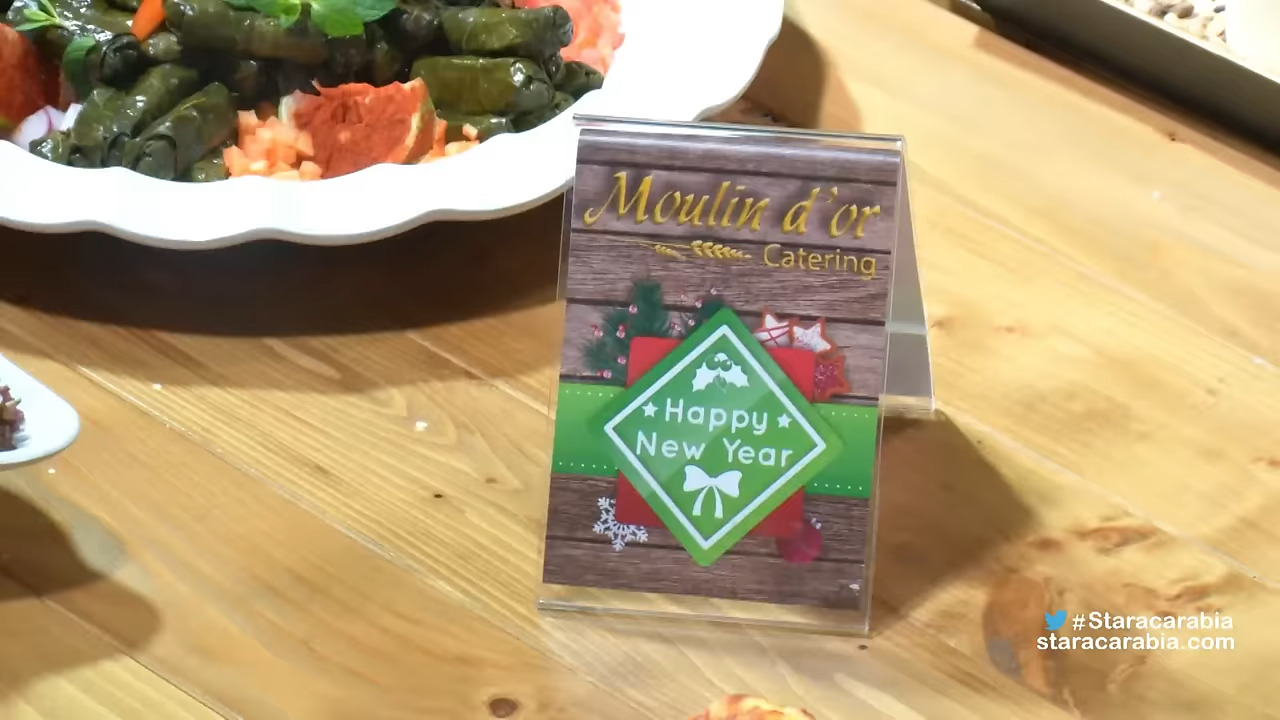 Moulin d'or
Catering
Happy
New Year
#Staracarabia
staracarabia.com